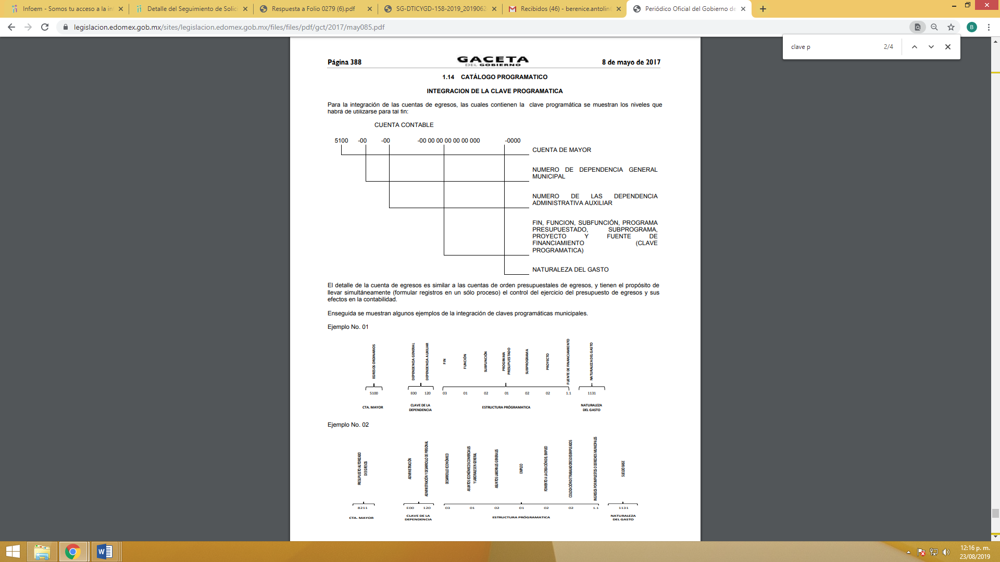 Infoem - Somos tu acceso a la in
Detalle del Seguimiento de Solic
Respuesta a Folio 0279 (6).pdf
SG-DTICYGD-158-2019_2019062
Recibidos (46) - berenice.antolin
Periódico Oficial del Gobierno de
legislacion.edomex.gob.mx/sites/legislacion.edomex.gob.mx/files/files/pdf/gct/2017/may085.pdf
B
clave p 2/4
Página 388
GACETA
DEL GOBIERNO
8 de mayo de 2017
1.14 CATÁLOGO PROGRAMATICO
INTEGRACION DE LA CLAVE PROGRAMATICA
Para la integración de las cuentas de egresos, las cuales contienen la clave programática se muestran los niveles que
habrá de utilizarse para tal fin:
CUENTA CONTABLE
5100 -00 -00 -00 00 00 00 00 00 000 -0000
CUENTA DE MAYOR
NUMERO DE DEPENDENCIA GENERAL
MUNICIPAL
NUMERO DE LAS DEPENDENCIA
ADMINISTRATIVA AUXILIAR
FIN, FUNCION, SUBFUNCIÓN, PROGRAMA
PRESUPUESTADO, SUBPROGRAMA,
PROYECTO Y FUENTE DE
FINANCIAMIENTO (CLAVE
PROGRAMATICA)
NATURALEZA DEL GASTO
El detalle de la cuenta de egresos es similar a las cuentas de orden presupuestales de egresos, y tienen el propósito de
llevar simultáneamente (formular registros en un sólo proceso) el control del ejercicio del presupuesto de egresos y sus
efectos en la contabilidad.
Enseguida se muestran algunos ejemplos de la integración de claves programáticas municipales.
Ejemplo No. 01
EGRESOS ORDINARIOS
DEPENDENCIA GENERAL
DEPENDENCIA AUXILIAR
FIN
FUNCIÓN
SUBFUNCIÓN
PROGRAMA
PRESUPUESTADO
SUBPROGRAMA
PROYECTO
FUENTE DE FINANCIAMIENTO
NATURALEZA DEL GASTO
5100 E00 120 03 01 02 01 02 02 1.1 1131
CTA. MAYOR
CLAVE DE LA
DEPENDENCIA
ESTRUCTURA PRÓGRAMATICA
NATURALEZA
DEL GASTO
Ejemplo No. 02
PRESUPUESTO AUTORIZADO
DE EGRESOS
ADMINISTRACIÓN
ADMINISTRACIÓN Y DESARROLLO DE PERSONAL
DESARROLLO ECONÓMICO
ASUNTOS ECONÓMICOS COMERCIALES
Y LABORALES EN GENERAL
ASUNTOS LABORALES GENERALES
EMPLEO
FOMENTO A LA CREACIÓN DEL EMPLEO
COLOCACIÓN DE TRABAJADORES DESEMPLEADOS
INGRESOS POR IMPUESTOS O DERECHOS MUNICIPALES
SUELDO BASE
8211 E00 120 03 01 02 01 02 02 1.1 1131
CTA. MAYOR
CLAVE DE LA
DEPENDENCIA
ESTRUCTURA PRÓGRAMATICA
NATURALEZA
DEL GASTO
12:16 p. m.
23/08/2019